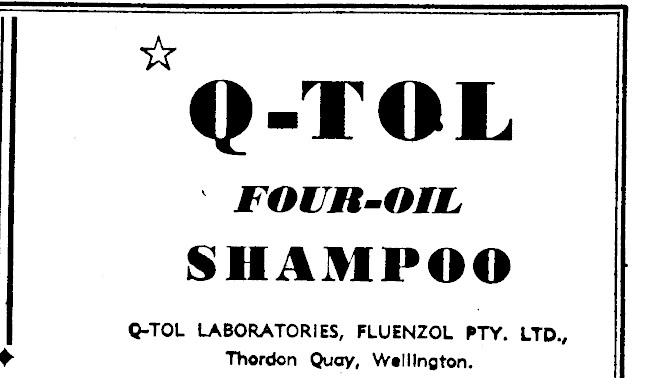 Q-TOL
FOUR-OIL
SHAMPOO
Q-TOL LABORATORIES, FLUENZOL PTY. LTD.,
Thordon Quay, Wellington.